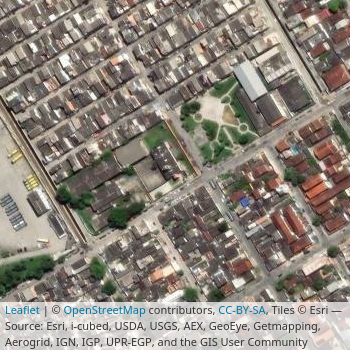 Leaflet | © OpenStreetMap contributors, CC-BY-SA, Tiles © Esri —
Source: Esri, i-cubed, USDA, USGS, AEX, GeoEye, Getmapping,
Aerogrid, IGN, IGP, UPR-EGP, and the GIS User Community